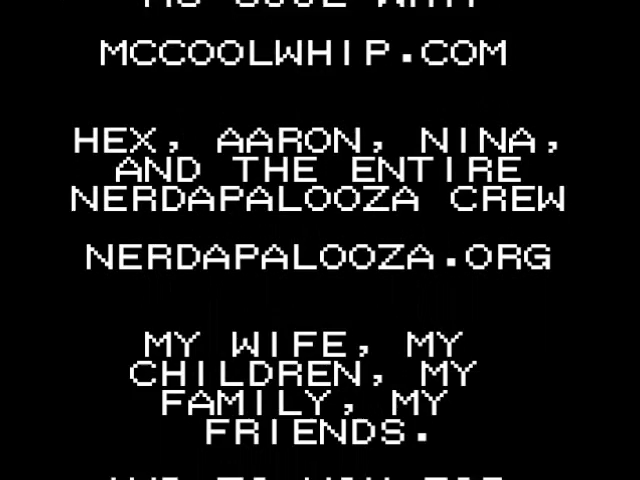 MCCOOLWHIP.COM
HEX, AARON, NINA,
AND THE ENTIRE
NERDAPALOOZA CREW
NERDAPALOOZA.ORG
MY WIFE, MY
CHILDREN, MY
FAMILY, MY
FRIENDS.